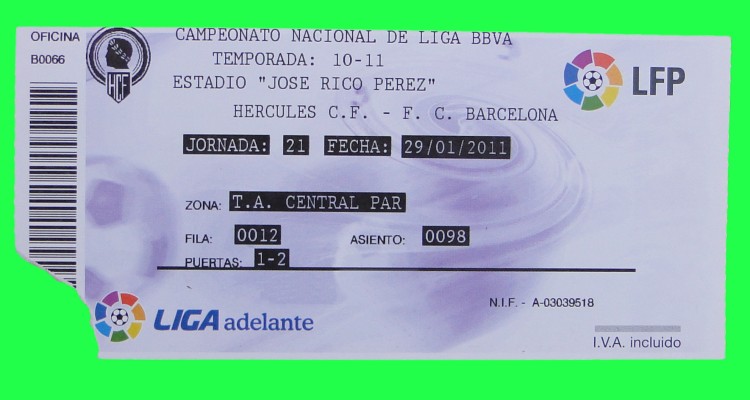 OFICINA
B0066
HCF
CAMPEONATO NACIONAL DE LIGA BBVA
TEMPORADA: 10-11
ESTADIO "JOSE RICO PEREZ"
LFP
HERCULES C.F. - F. C. BARCELONA
JORNADA: 21 FECHA: 29/01/2011
ZONA: T.A. CENTRAL PAR
FILA: 0012 ASIENTO: 0098
PUERTAS: 1-2
N.I.F. - A-03039518
LIGA adelante
I.V.A. incluido